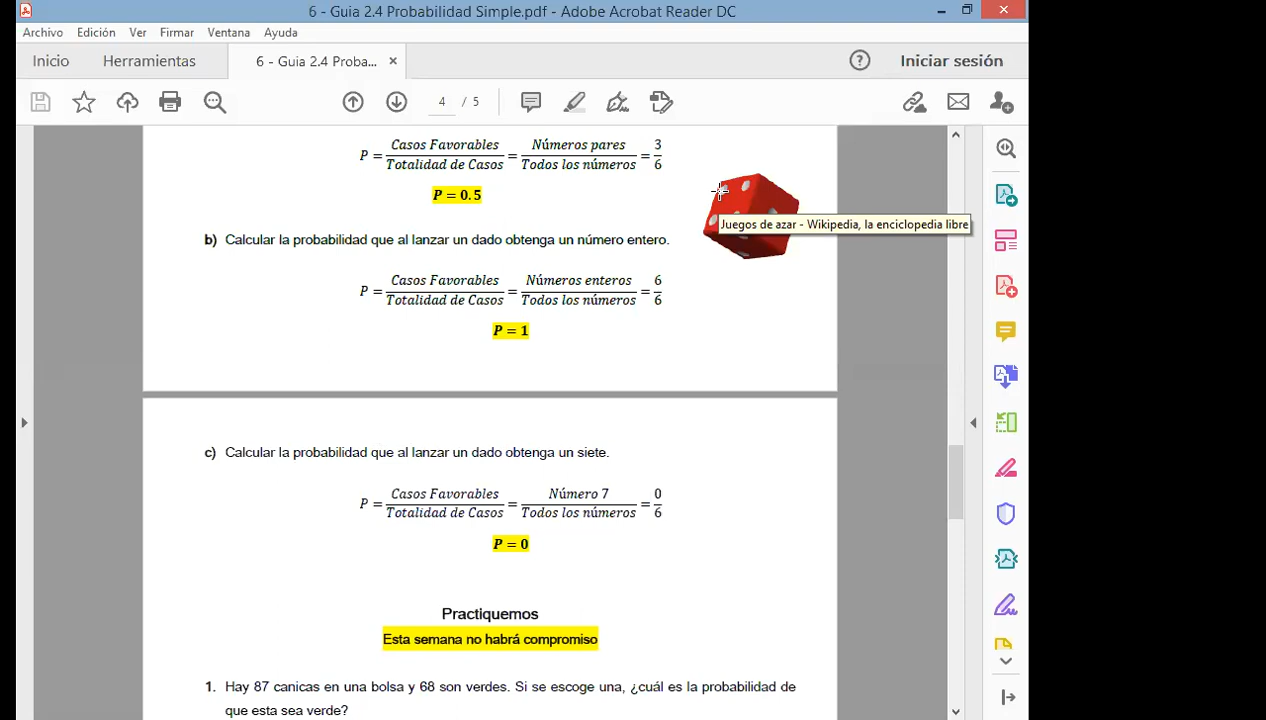 6 - Guia 2.4 Probabilidad Simple.pdf - Adobe Acrobat Reader DC
Archivo Edición Ver Firmar Ventana Ayuda
Inicio Herramientas 6 - Guia 2.4 Proba... × Iniciar sesión
4 / 5
P = Casos Favorables / Totalidad de Casos = Números pares / Todos los números = 3 / 6
P = 0.5
Juegos de azar - Wikipedia, la enciclopedia libre
b) Calcular la probabilidad que al lanzar un dado obtenga un número entero.
P = Casos Favorables / Totalidad de Casos = Números enteros / Todos los números = 6 / 6
P = 1
c) Calcular la probabilidad que al lanzar un dado obtenga un siete.
P = Casos Favorables / Totalidad de Casos = Número 7 / Todos los números = 0 / 6
P = 0
Practiquemos
Esta semana no habrá compromiso
1. Hay 87 canicas en una bolsa y 68 son verdes. Si se escoge una, ¿cuál es la probabilidad de
que esta sea verde?